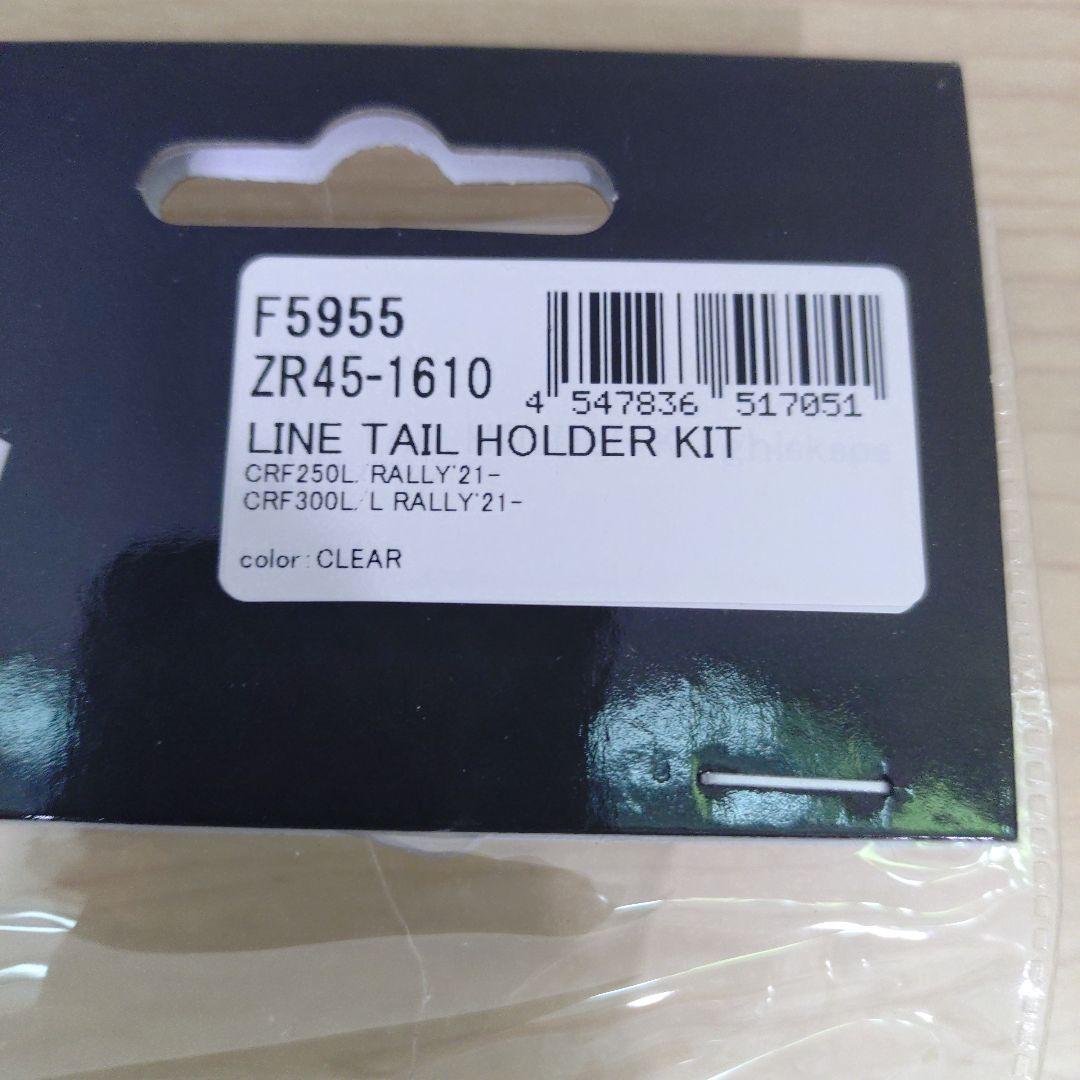 F5955
ZR45-1610
4 547836 517051
LINE TAIL HOLDER KIT
CRF250L/RALLY'21-
CRF300L/L RALLY'21-
color:CLEAR